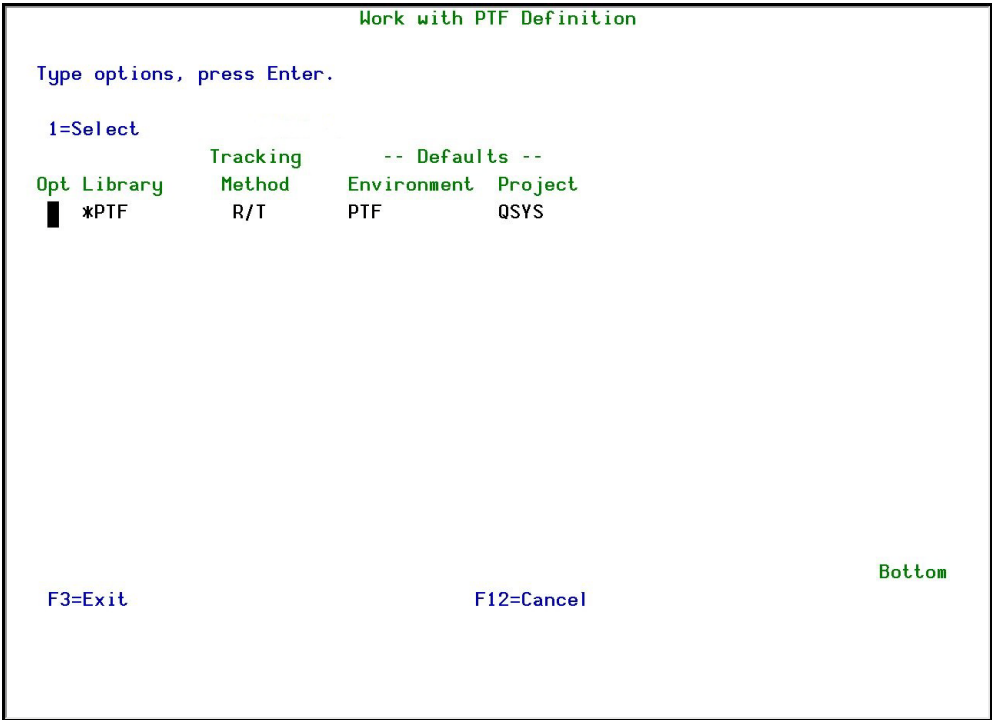 Work with PTF Definition
Type options, press Enter.
1=Select
Tracking -- Defaults --
Opt Library Method Environment Project
*PTF R/T PTF QSYS
Bottom
F3=Exit F12=Cancel